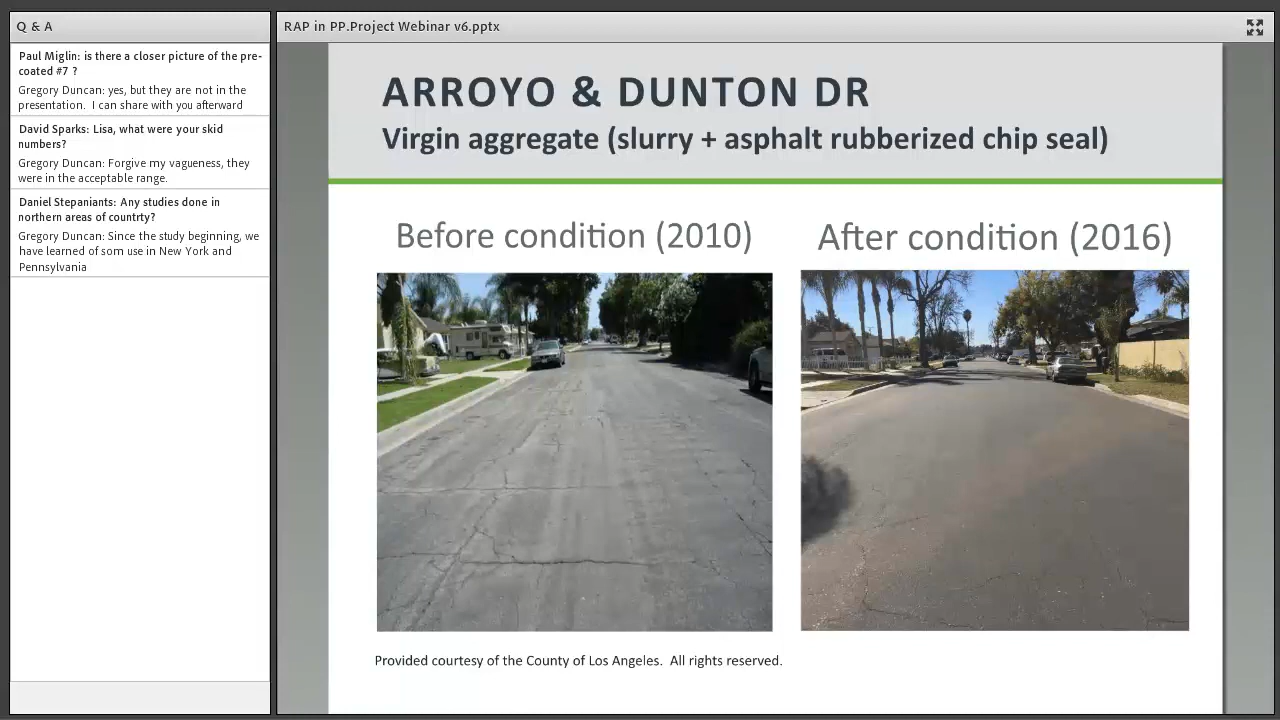 Q & A
Paul Miglin: is there a closer picture of the pre-
coated #7 ?
Gregory Duncan: yes, but they are not in the
presentation.  I can share with you afterward
David Sparks: Lisa, what were your skid
numbers?
Gregory Duncan: Forgive my vagueness, they
were in the acceptable range.
Daniel Stepaniants: Any studies done in
northern areas of countrty?
Gregory Duncan: Since the study beginning, we
have learned of som use in New York and
Pennsylvania
RAP in PP.Project Webinar v6.pptx
ARROYO & DUNTON DR
Virgin aggregate (slurry + asphalt rubberized chip seal)
Before condition (2010)
After condition (2016)
Provided courtesy of the County of Los Angeles.  All rights reserved.